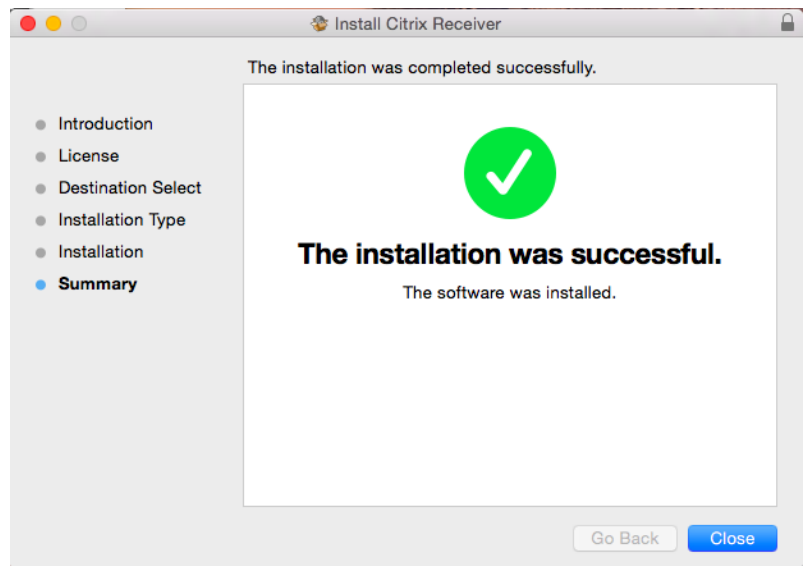 Install Citrix Receiver
The installation was completed successfully.
Introduction
License
Destination Select
Installation Type
Installation
Summary
The installation was successful.
The software was installed.
Go Back
Close